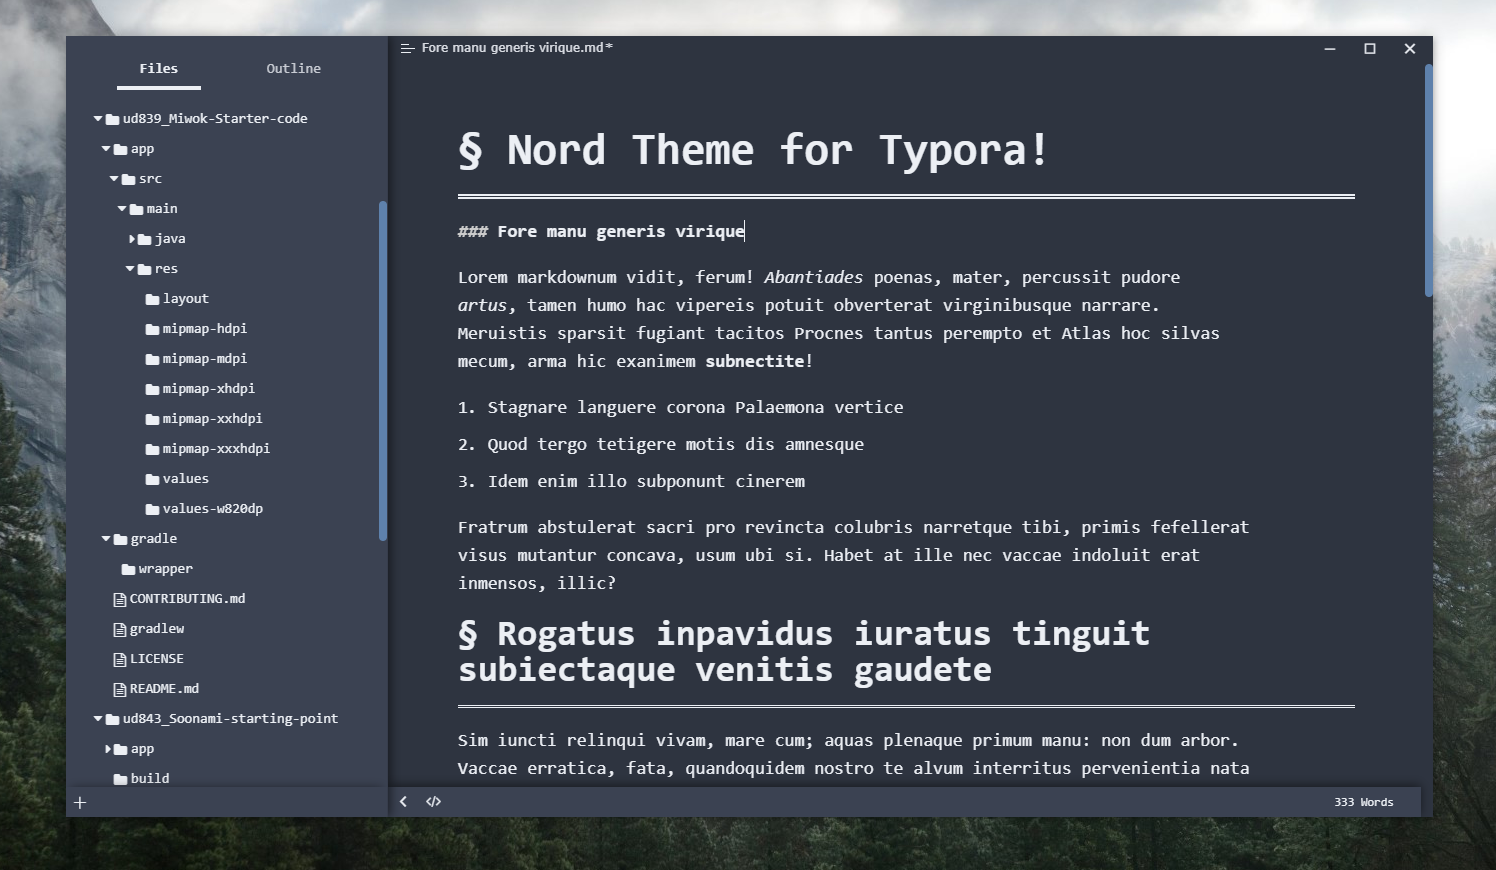 Files
Outline
ud839_Miwok-Starter-code
app
src
main
java
res
layout
mipmap-hdpi
mipmap-mdpi
mipmap-xhdpi
mipmap-xxhdpi
mipmap-xxxhdpi
values
values-w820dp
gradle
wrapper
CONTRIBUTING.md
gradlew
LICENSE
README.md
ud843_Soonami-starting-point
app
build
Fore manu generis virique.md*
§ Nord Theme for Typora!
### Fore manu generis virique
Lorem markdownum vidit, ferum! Abantiades poenas, mater, percussit pudore
artus, tamen humo hac vipereis potuit obverterat virginibusque narrare.
Meruistis sparsit fugiant tacitos Procnes tantus perempto et Atlas hoc silvas
mecum, arma hic exanimem subnectite!
1. Stagnare languere corona Palaemona vertice
2. Quod tergo tetigere motis dis amnesque
3. Idem enim illo subponunt cinerem
Fratrum abstulerat sacri pro revincta colubris narretque tibi, primis fefellerat
visus mutantur concava, usum ubi si. Habet at ille nec vaccae indoluit erat
inmensos, illic?
§ Rogatus inpavidus iuratus tinguit
subiectaque venitis gaudete
Sim iuncti relinqui vivam, mare cum; aquas plenaque primum manu: non dum arbor.
Vaccae erratica, fata, quandoquidem nostro te alvum interritus pervenientia nata
333 Words